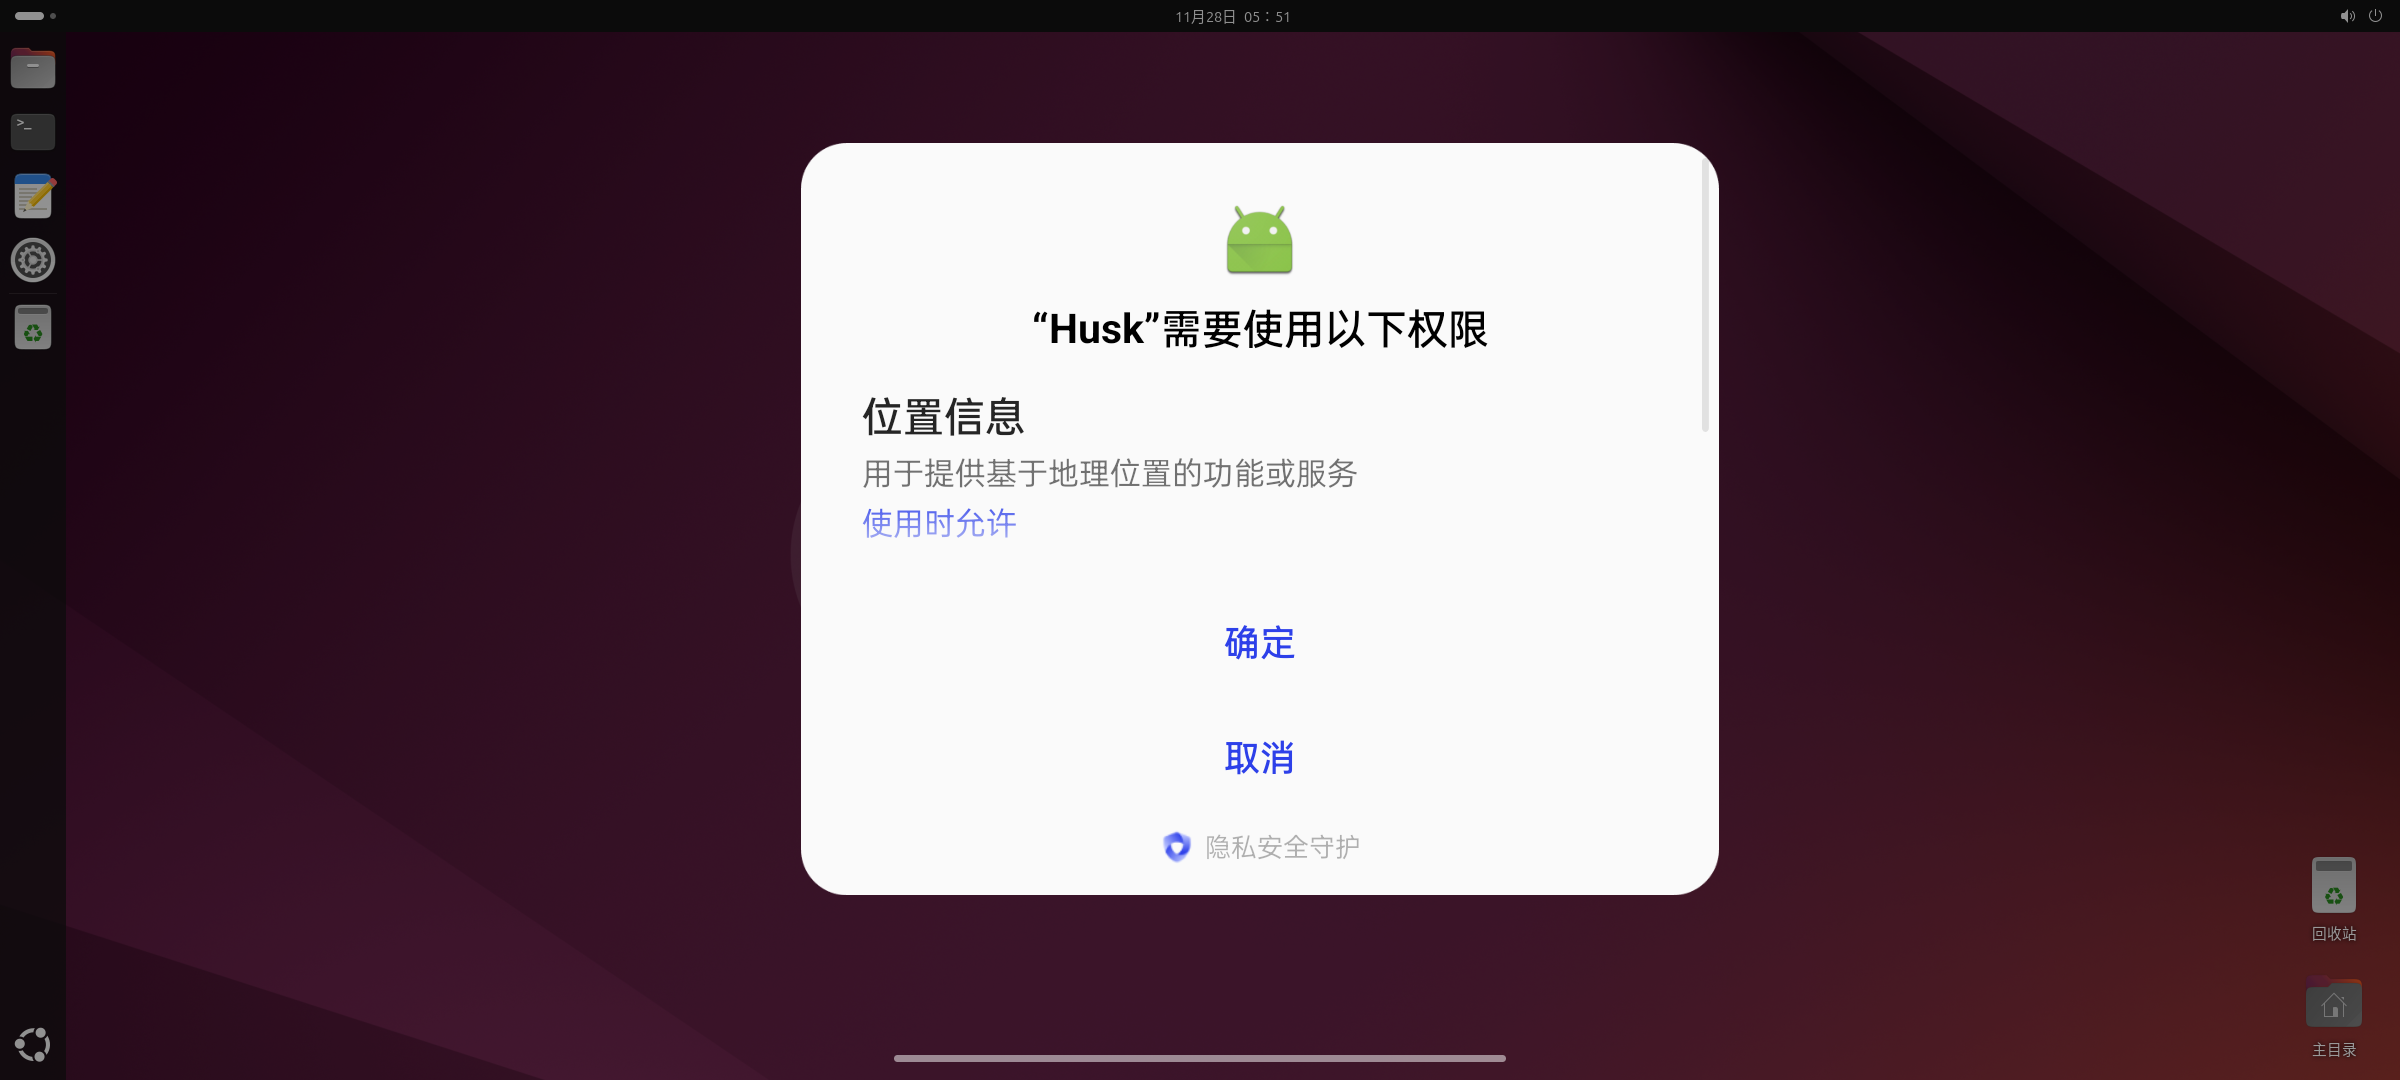 11月28日 05：51
>_
“Husk”需要使用以下权限
位置信息
用于提供基于地理位置的功能或服务
使用时允许
确定
取消
隐私安全守护
回收站
主目录